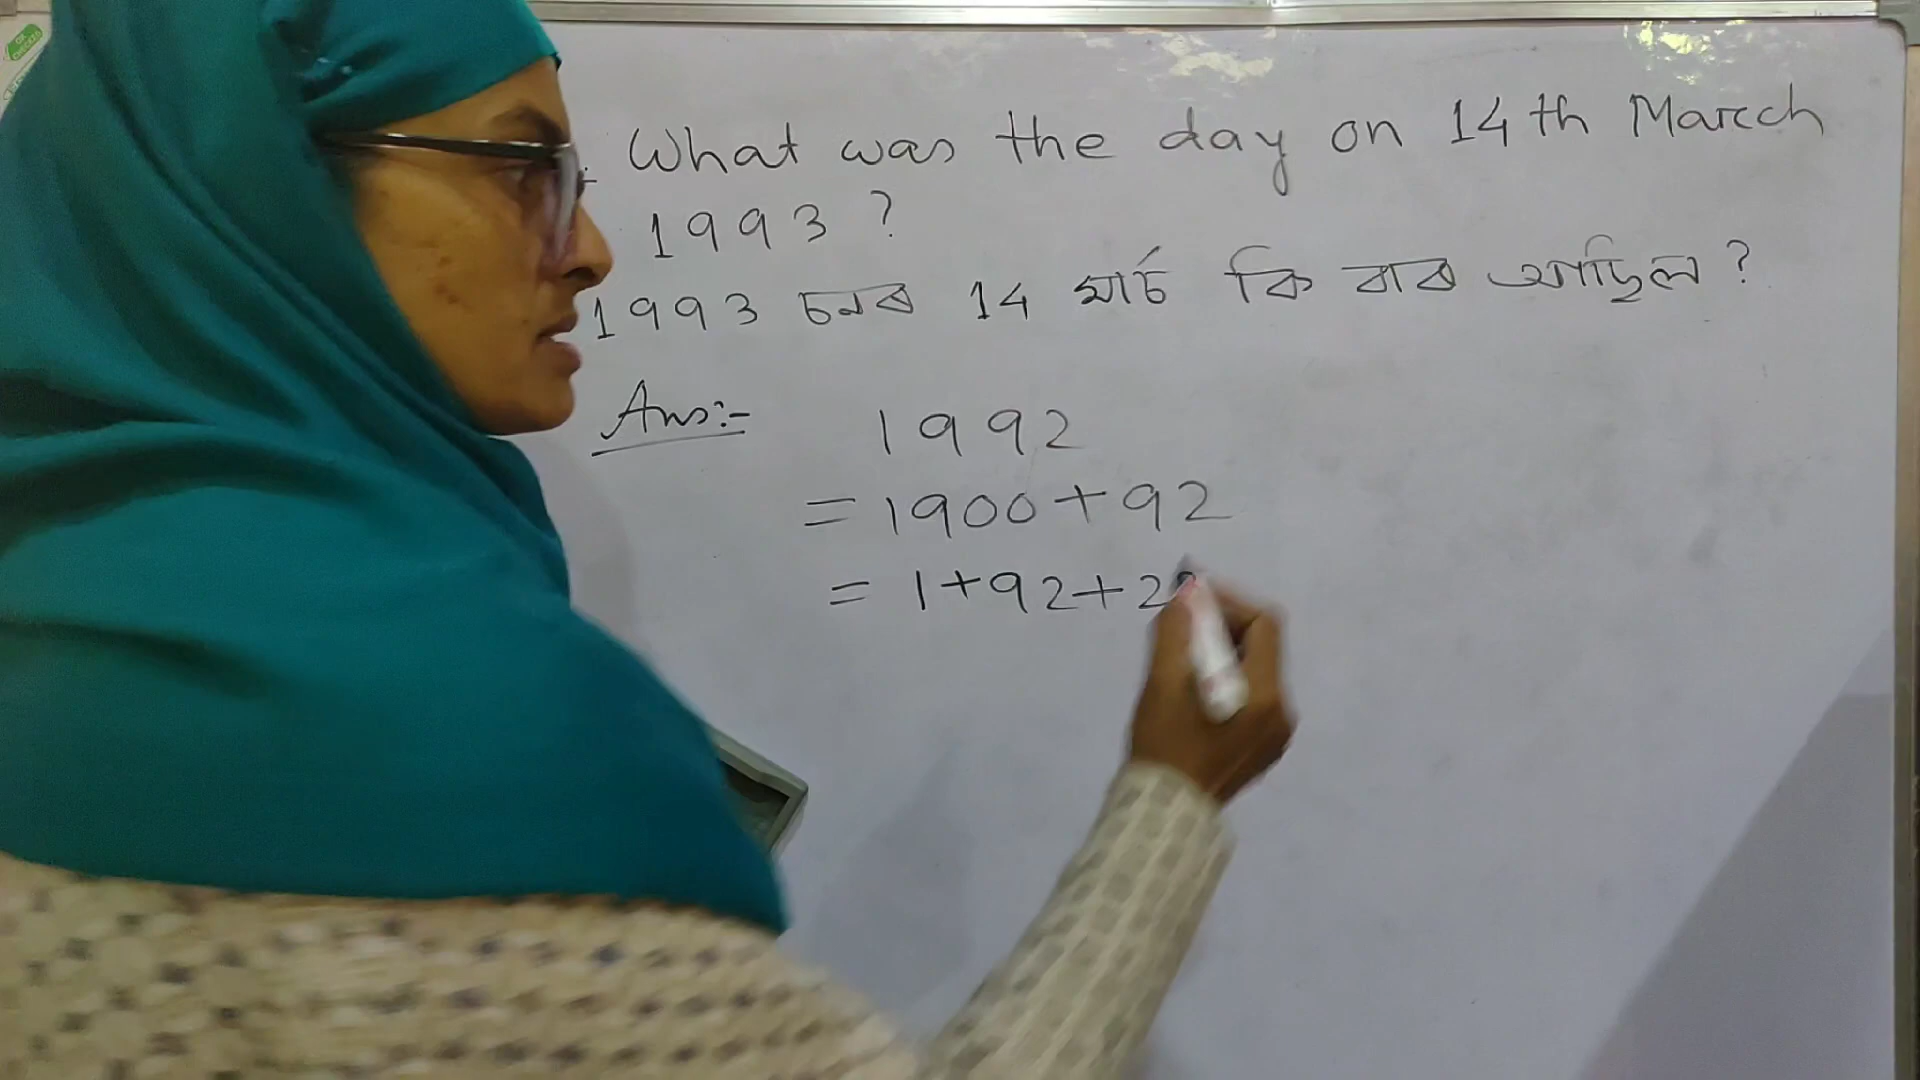 What was the day on 14th March
1993?
1993 চনৰ 14 মাৰ্চ কি বাৰ আছিল?
Ans:- 1992
= 1900+92
= 1+92+2